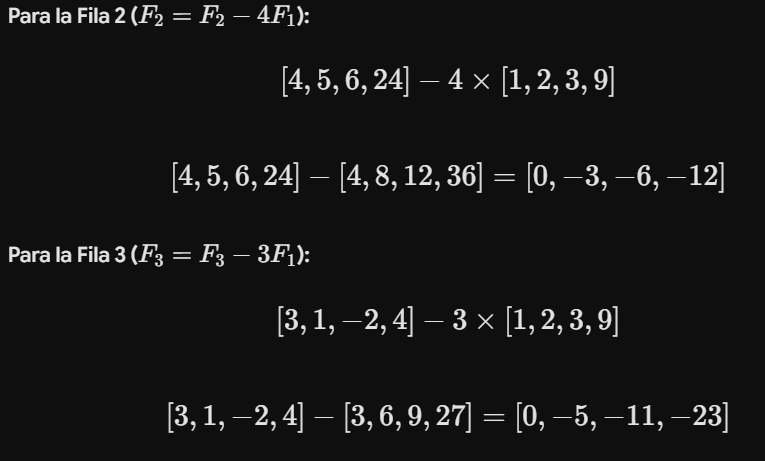 Para la Fila 2 (F₂ = F₂ − 4F₁):
[4, 5, 6, 24] − 4 × [1, 2, 3, 9]
[4, 5, 6, 24] − [4, 8, 12, 36] = [0, −3, −6, −12]
Para la Fila 3 (F₃ = F₃ − 3F₁):
[3, 1, −2, 4] − 3 × [1, 2, 3, 9]
[3, 1, −2, 4] − [3, 6, 9, 27] = [0, −5, −11, −23]